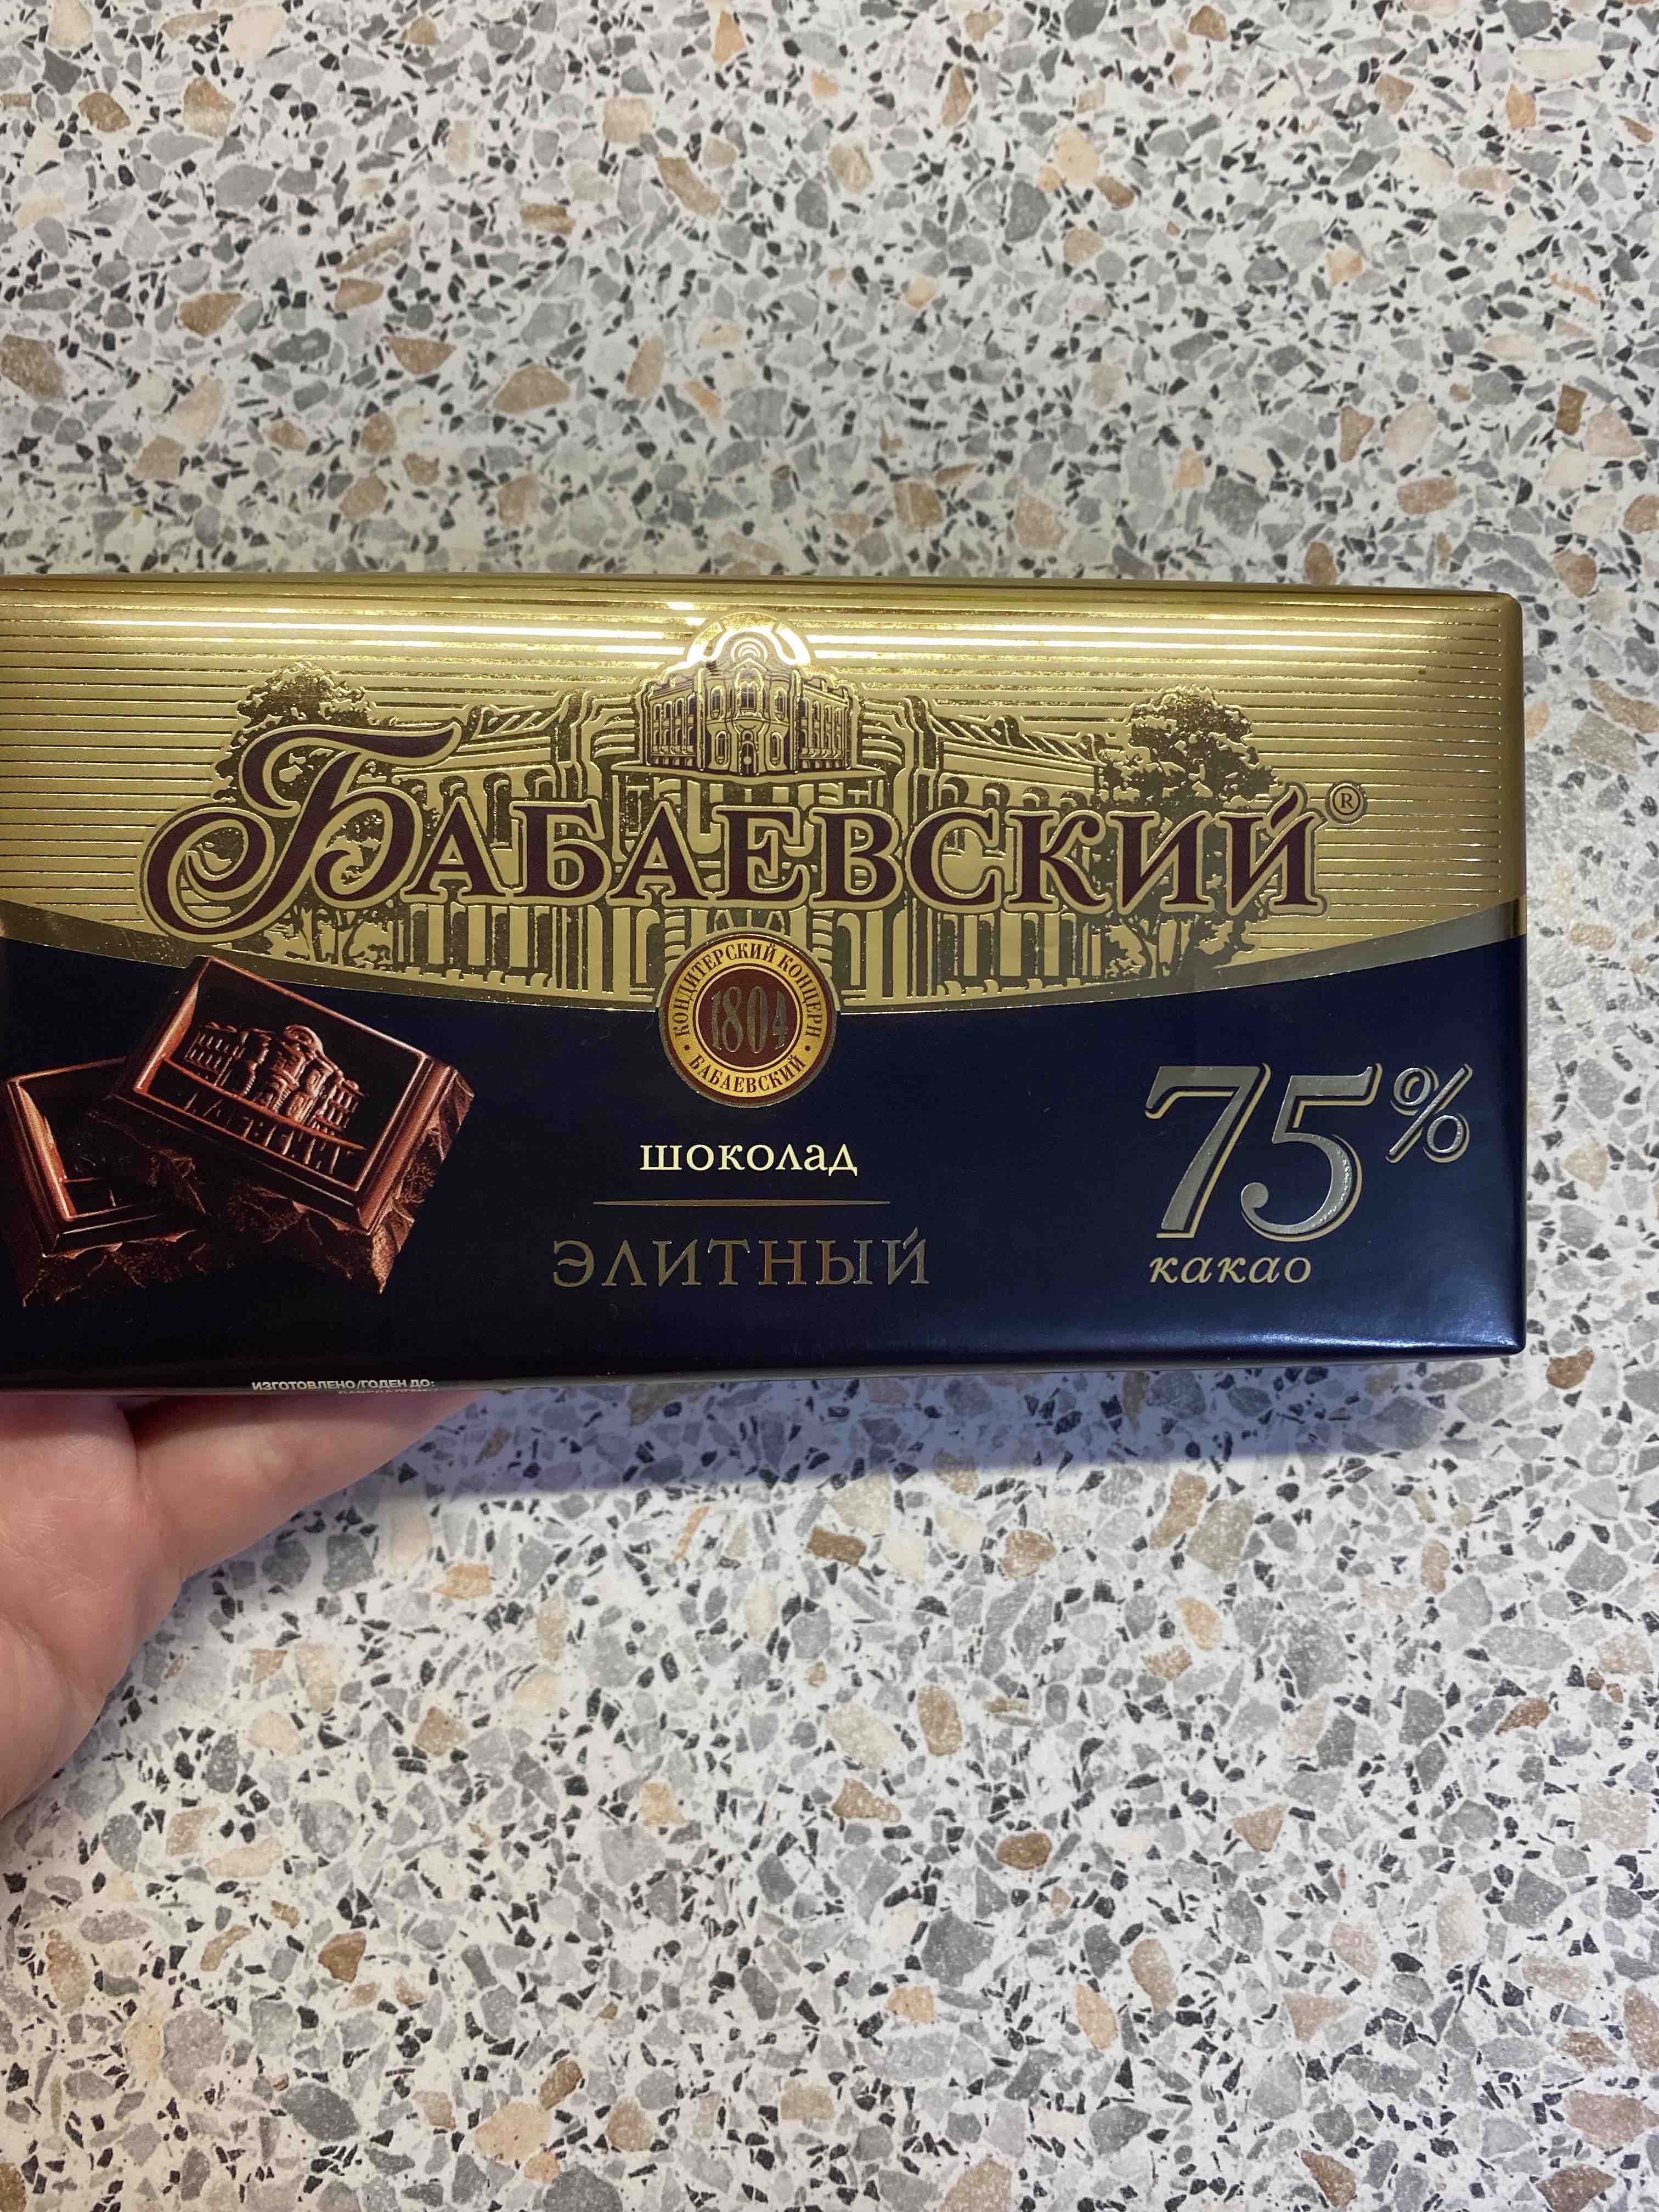 БАБАЕВСКИЙ®
КОНДИТЕРСКИЙ КОНЦЕРН
1804
• БАБАЕВСКИЙ •
шоколад
ЭЛИТНЫЙ
75%
какао
ИЗГОТОВЛЕНО/ГОДЕН ДО: